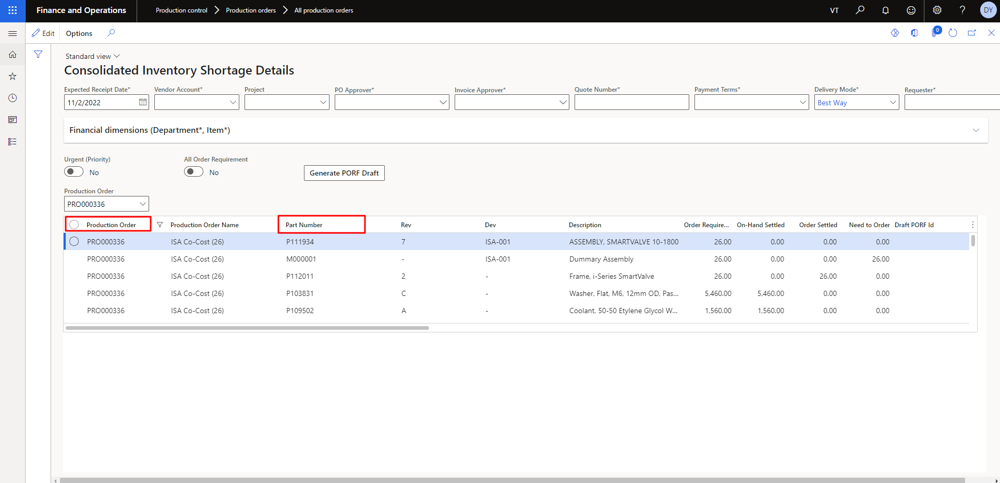 Finance and Operations
Production control > Production orders > All production orders
VT
?
DY
Edit
Options
0
Standard view
Consolidated Inventory Shortage Details
Expected Receipt Date* Vendor Account* Project PO Approver* Invoice Approver* Quote Number* Payment Terms* Delivery Mode* Requester*
11/2/2022 Best Way
Financial dimensions (Department*, Item*)
Urgent (Priority) All Order Requirement
No No Generate PORF Draft
Production Order
PRO000336
Production Order Production Order Name Part Number Rev Dev Description Order Require... On-Hand Settled Order Settled Need to Order Draft PORF Id
PRO000336 ISA Co-Cost (26) P111934 7 ISA-001 ASSEMBLY, SMARTVALVE 10-1800 26.00 0.00 0.00 0.00
PRO000336 ISA Co-Cost (26) M000001 - ISA-001 Dummary Assembly 26.00 0.00 0.00 26.00
PRO000336 ISA Co-Cost (26) P112011 2 - Frame, i-Series SmartValve 26.00 0.00 26.00 0.00
PRO000336 ISA Co-Cost (26) P103831 C - Washer, Flat, M6, 12mm OD, Pas... 5,460.00 5,460.00 0.00 0.00
PRO000336 ISA Co-Cost (26) P109502 A - Coolant, 50-50 Etylene Glycol W... 1,560.00 1,560.00 0.00 0.00